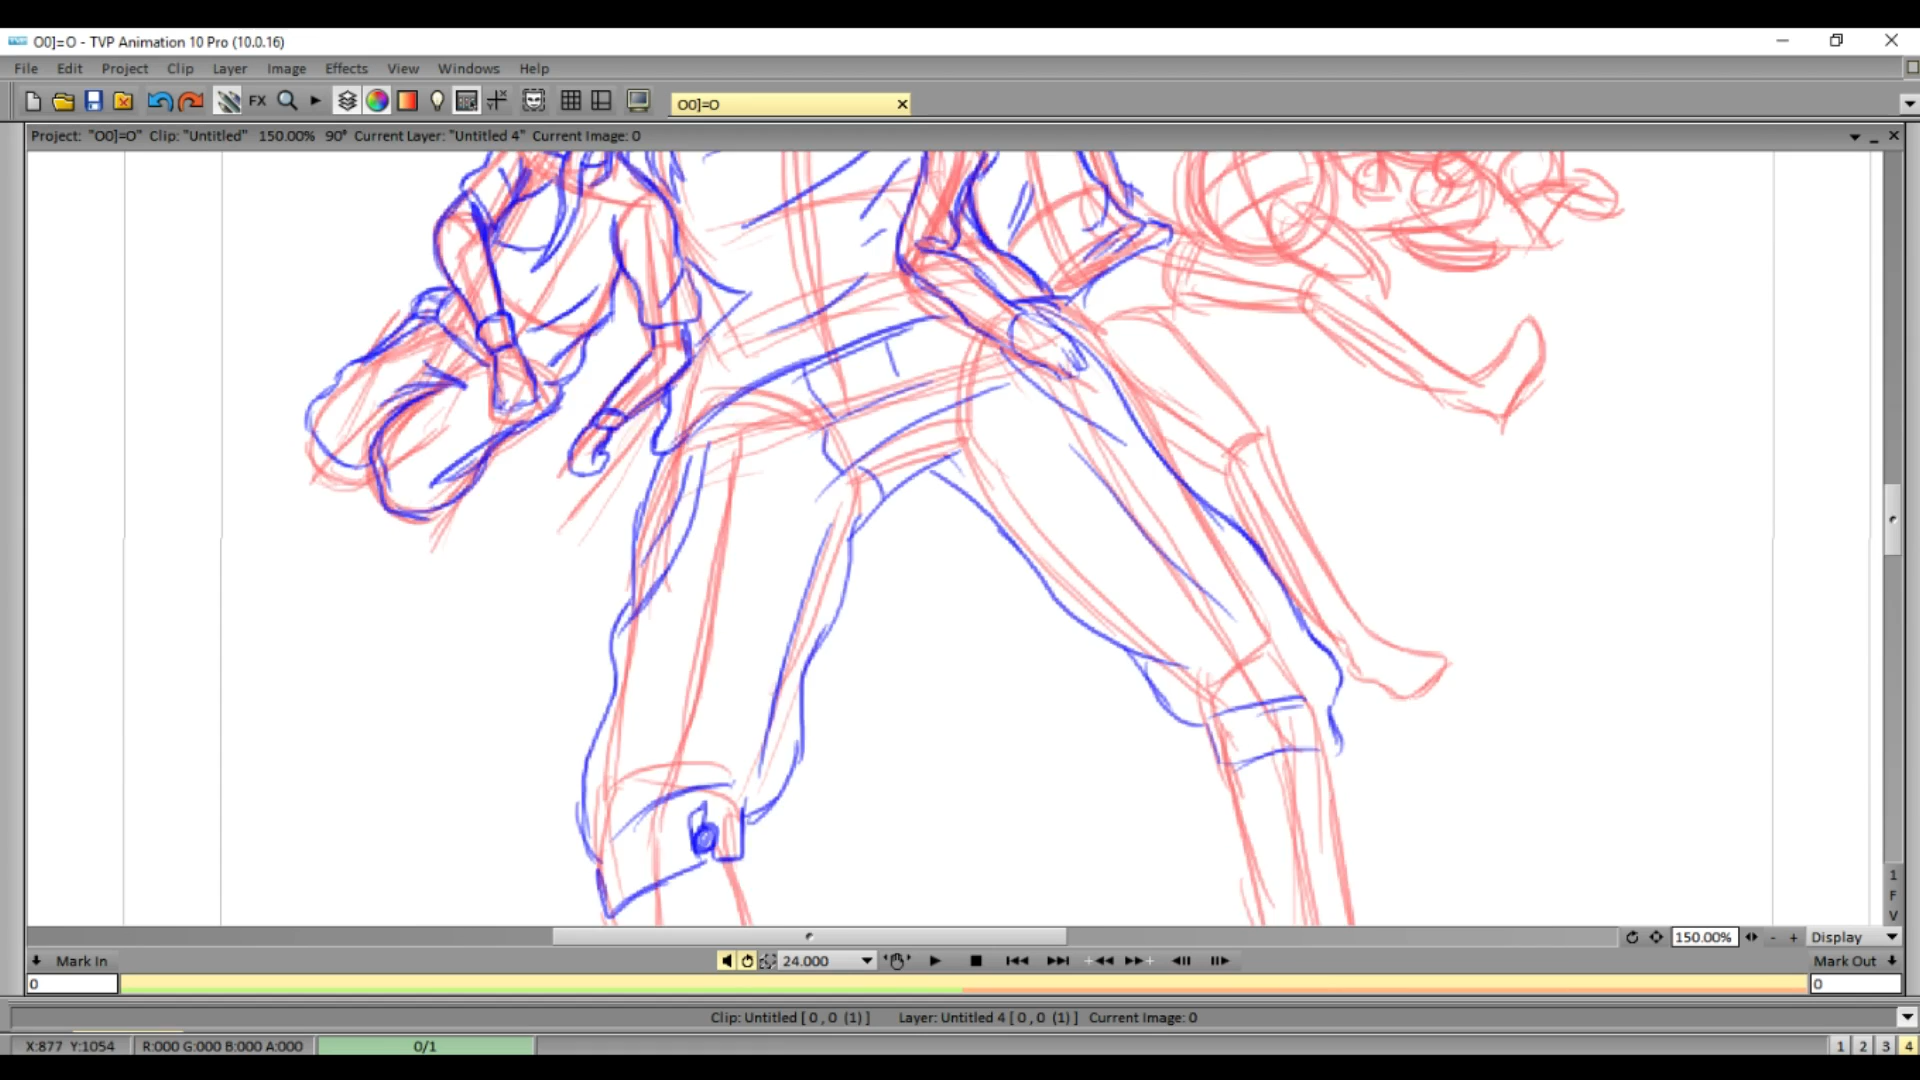 TVP O0]=O - TVP Animation 10 Pro (10.0.16)
File Edit Project Clip Layer Image Effects View Windows Help
FX O0]=O
Project: "O0]=O" Clip: "Untitled" 150.00% 90° Current Layer: "Untitled 4" Current Image: 0
1
F
V
150.00% - + Display
Mark In 24.000 Mark Out
0 0
Clip: Untitled [ 0 , 0 (1) ] Layer: Untitled 4 [ 0 , 0 (1) ] Current Image: 0
X:877 Y:1054 R:000 G:000 B:000 A:000 0/1 1 2 3 4